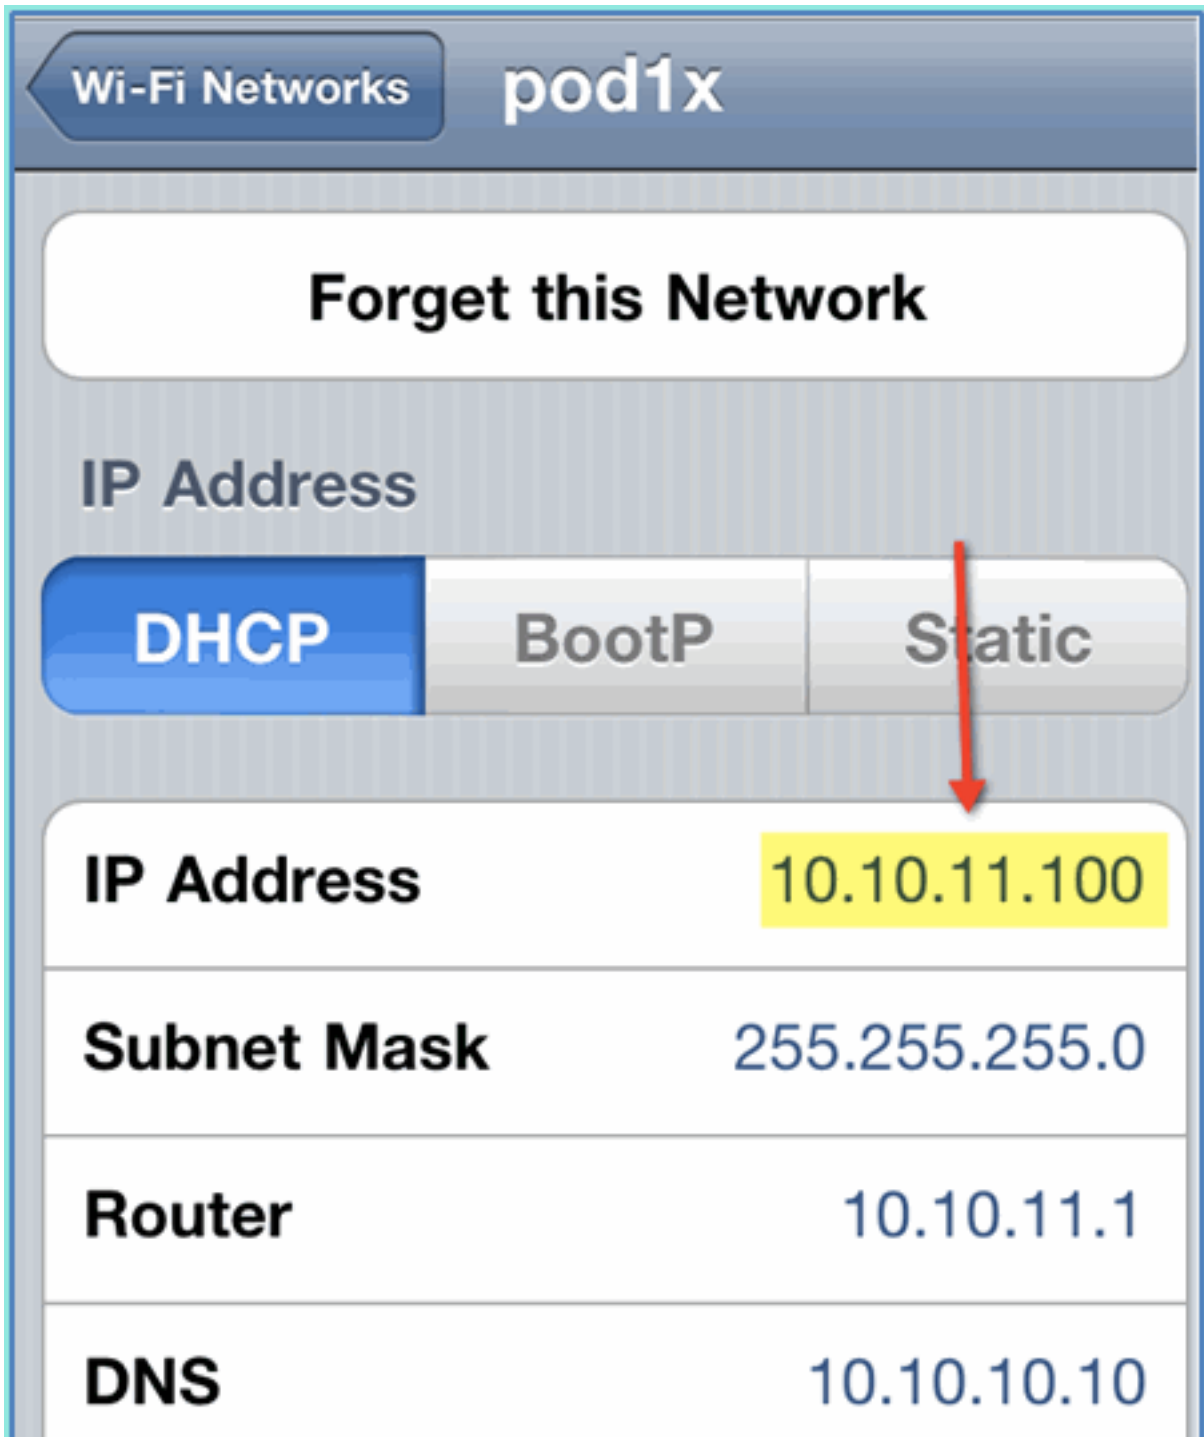 Wi-Fi Networks pod1x
Forget this Network
IP Address
DHCP BootP Static
IP Address 10.10.11.100
Subnet Mask 255.255.255.0
Router 10.10.11.1
DNS 10.10.10.10